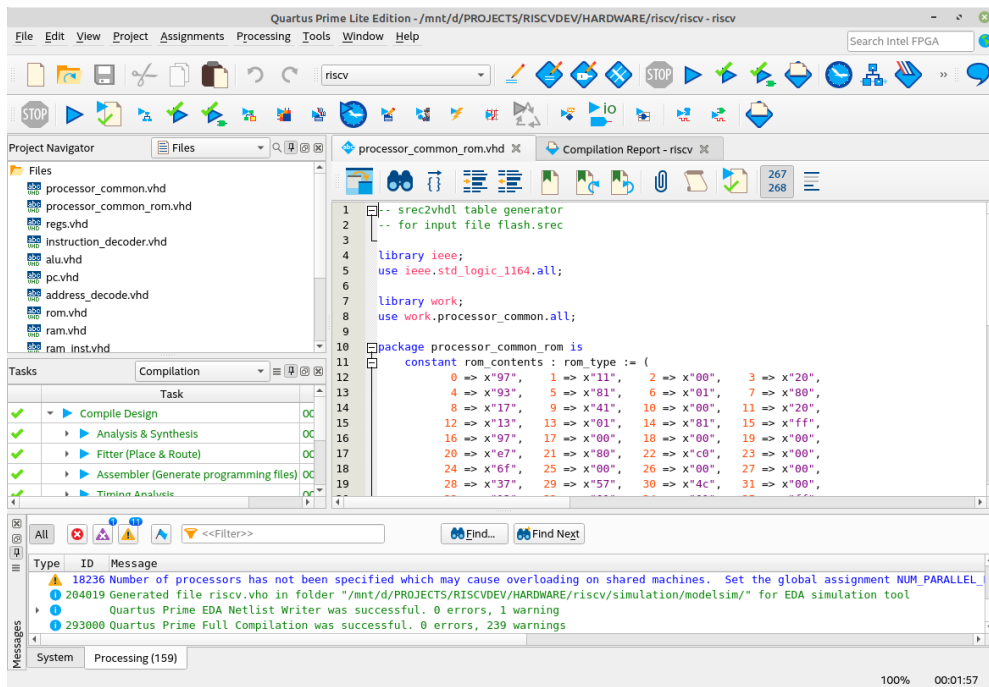 Quartus Prime Lite Edition - /mnt/d/PROJECTS/RISCVDEV/HARDWARE/riscv/riscv - riscv
File Edit View Project Assignments Processing Tools Window Help
Search Intel FPGA
STOP
riscv
STOP
»
io
Project Navigator
Files
Files
processor_common.vhd
processor_common_rom.vhd
regs.vhd
instruction_decoder.vhd
alu.vhd
pc.vhd
address_decode.vhd
rom.vhd
ram.vhd
ram_inst.vhd
Tasks
Compilation
Task
Compile Design
Analysis & Synthesis
Fitter (Place & Route)
Assembler (Generate programming files)
Timing Analysis
processor_common_rom.vhd
Compilation Report - riscv
267
268
1 -- srec2vhdl table generator
2 -- for input file flash.srec
3
4 library ieee;
5 use ieee.std_logic_1164.all;
6
7 library work;
8 use work.processor_common.all;
9
10 package processor_common_rom is
11 constant rom_contents : rom_type := (
12 0 => x"97", 1 => x"11", 2 => x"00", 3 => x"20",
13 4 => x"93", 5 => x"81", 6 => x"01", 7 => x"80",
14 8 => x"17", 9 => x"41", 10 => x"00", 11 => x"20",
15 12 => x"13", 13 => x"01", 14 => x"81", 15 => x"ff",
16 16 => x"97", 17 => x"00", 18 => x"00", 19 => x"00",
17 20 => x"e7", 21 => x"80", 22 => x"c0", 23 => x"00",
18 24 => x"6f", 25 => x"00", 26 => x"00", 27 => x"00",
19 28 => x"37", 29 => x"57", 30 => x"4c", 31 => x"00",
All
1
11
<<Filter>>
Find...
Find Next
Type ID Message
18236 Number of processors has not been specified which may cause overloading on shared machines. Set the global assignment NUM_PARALLEL_
204019 Generated file riscv.vho in folder "/mnt/d/PROJECTS/RISCVDEV/HARDWARE/riscv/simulation/modelsim/" for EDA simulation tool
Quartus Prime EDA Netlist Writer was successful. 0 errors, 1 warning
293000 Quartus Prime Full Compilation was successful. 0 errors, 239 warnings
Messages
System
Processing (159)
100% 00:01:57